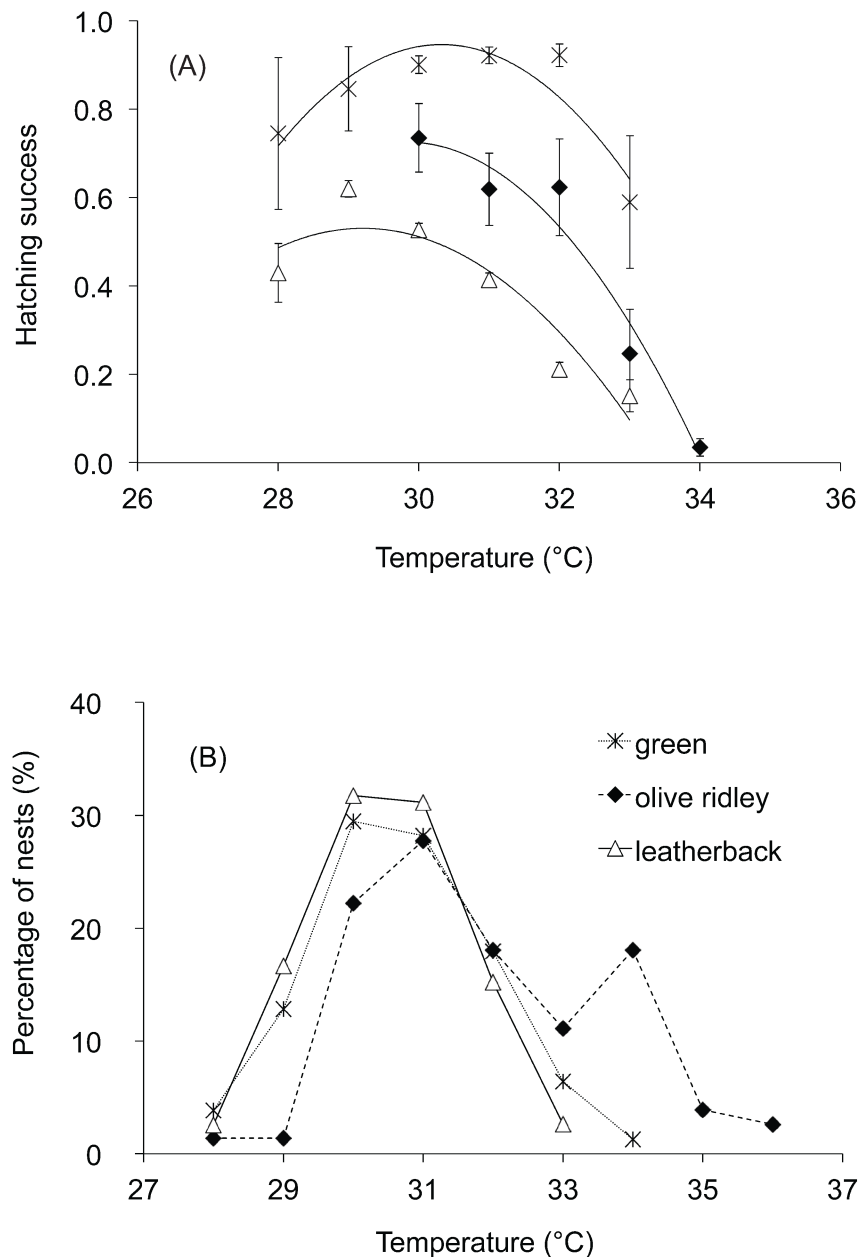 (A)
Hatching success
1.0
0.8
0.6
0.4
0.2
0.0
26 28 30 32 34 36
Temperature (°C)
(B)
Percentage of nests (%)
40
30
20
10
0
green
olive ridley
leatherback
27 29 31 33 35 37
Temperature (°C)